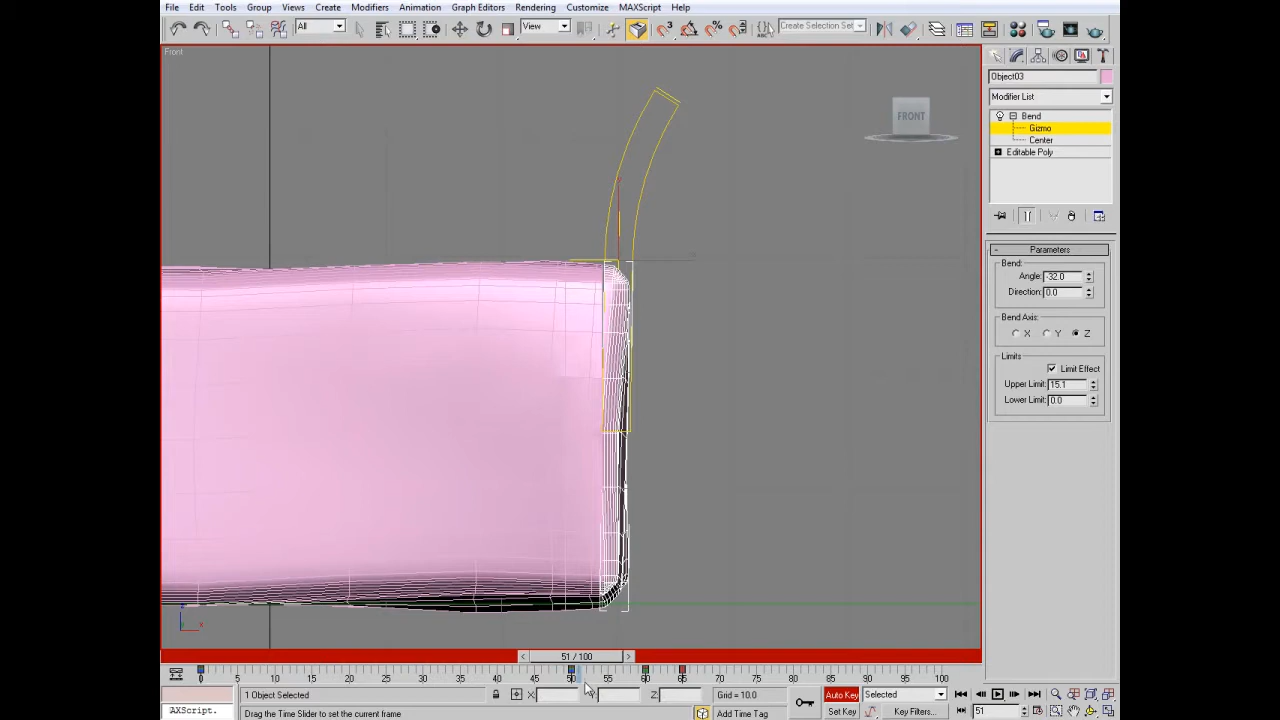 File Edit Tools Group Views Create Modifiers Animation Graph Editors Rendering Customize MAXScript Help
All View Create Selection Set
Front
FRONT
Object03
Modifier List
Bend
Gizmo
Center
Editable Poly
Parameters
Bend:
Angle: -32.0
Direction: 0.0
Bend Axis:
X Y Z
Limits
Limit Effect
Upper Limit: 15.1
Lower Limit: 0.0
z x
51 / 100
0 5 10 15 20 25 30 35 40 45 50 55 60 65 70 75 80 85 90 95 100
1 Object Selected X: Y: Z: Grid = 10.0 Auto Key Selected
AXScript. Drag the Time Slider to set the current frame Add Time Tag Set Key Key Filters... 51